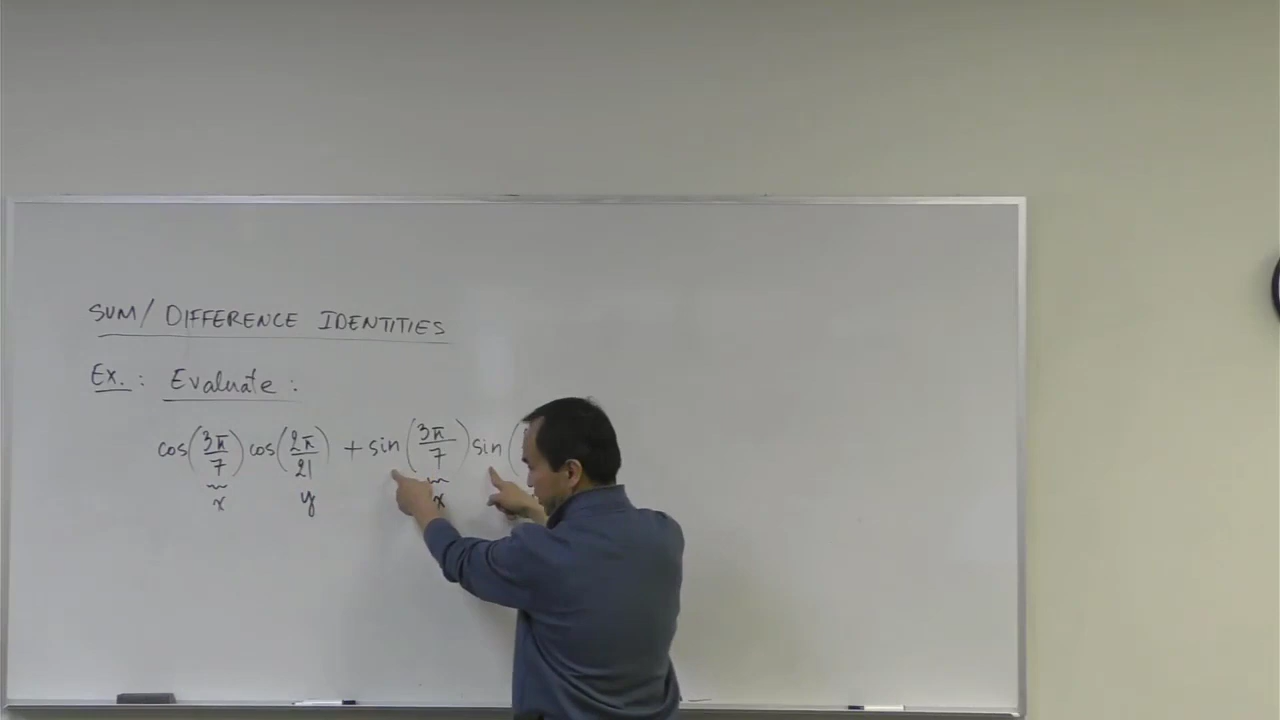 SUM/ DIFFERENCE IDENTITIES
Ex. : Evaluate :
cos(3π/7) cos(2π/21) + sin(3π/7) sin(
x y x